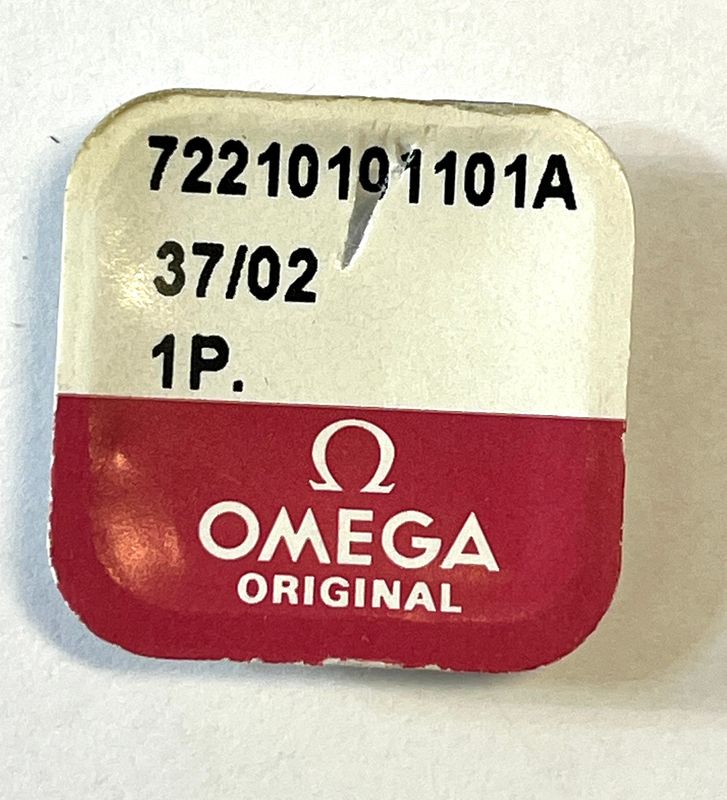 72210101101A
37/02
1P.
Ω
OMEGA
ORIGINAL